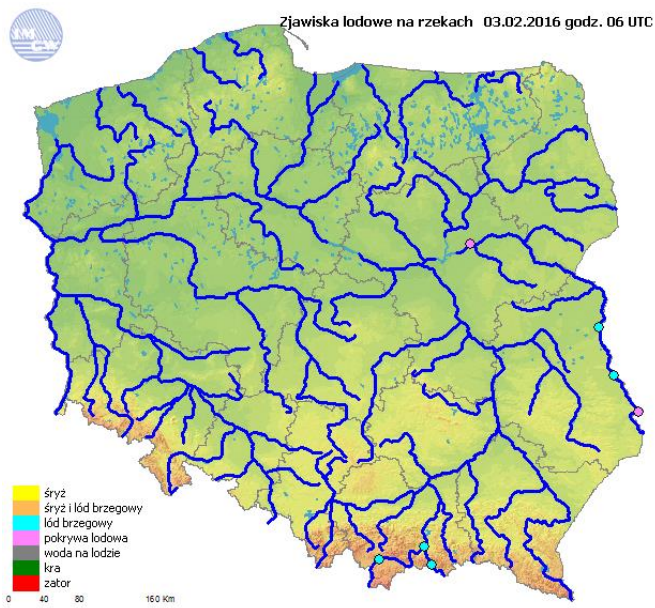 IMGW
Zjawiska lodowe na rzekach 03.02.2016 godz. 06 UTC
śryż
śryż i lód brzegowy
lód brzegowy
pokrywa lodowa
woda na lodzie
kra
zator
0 40 80 160 Km